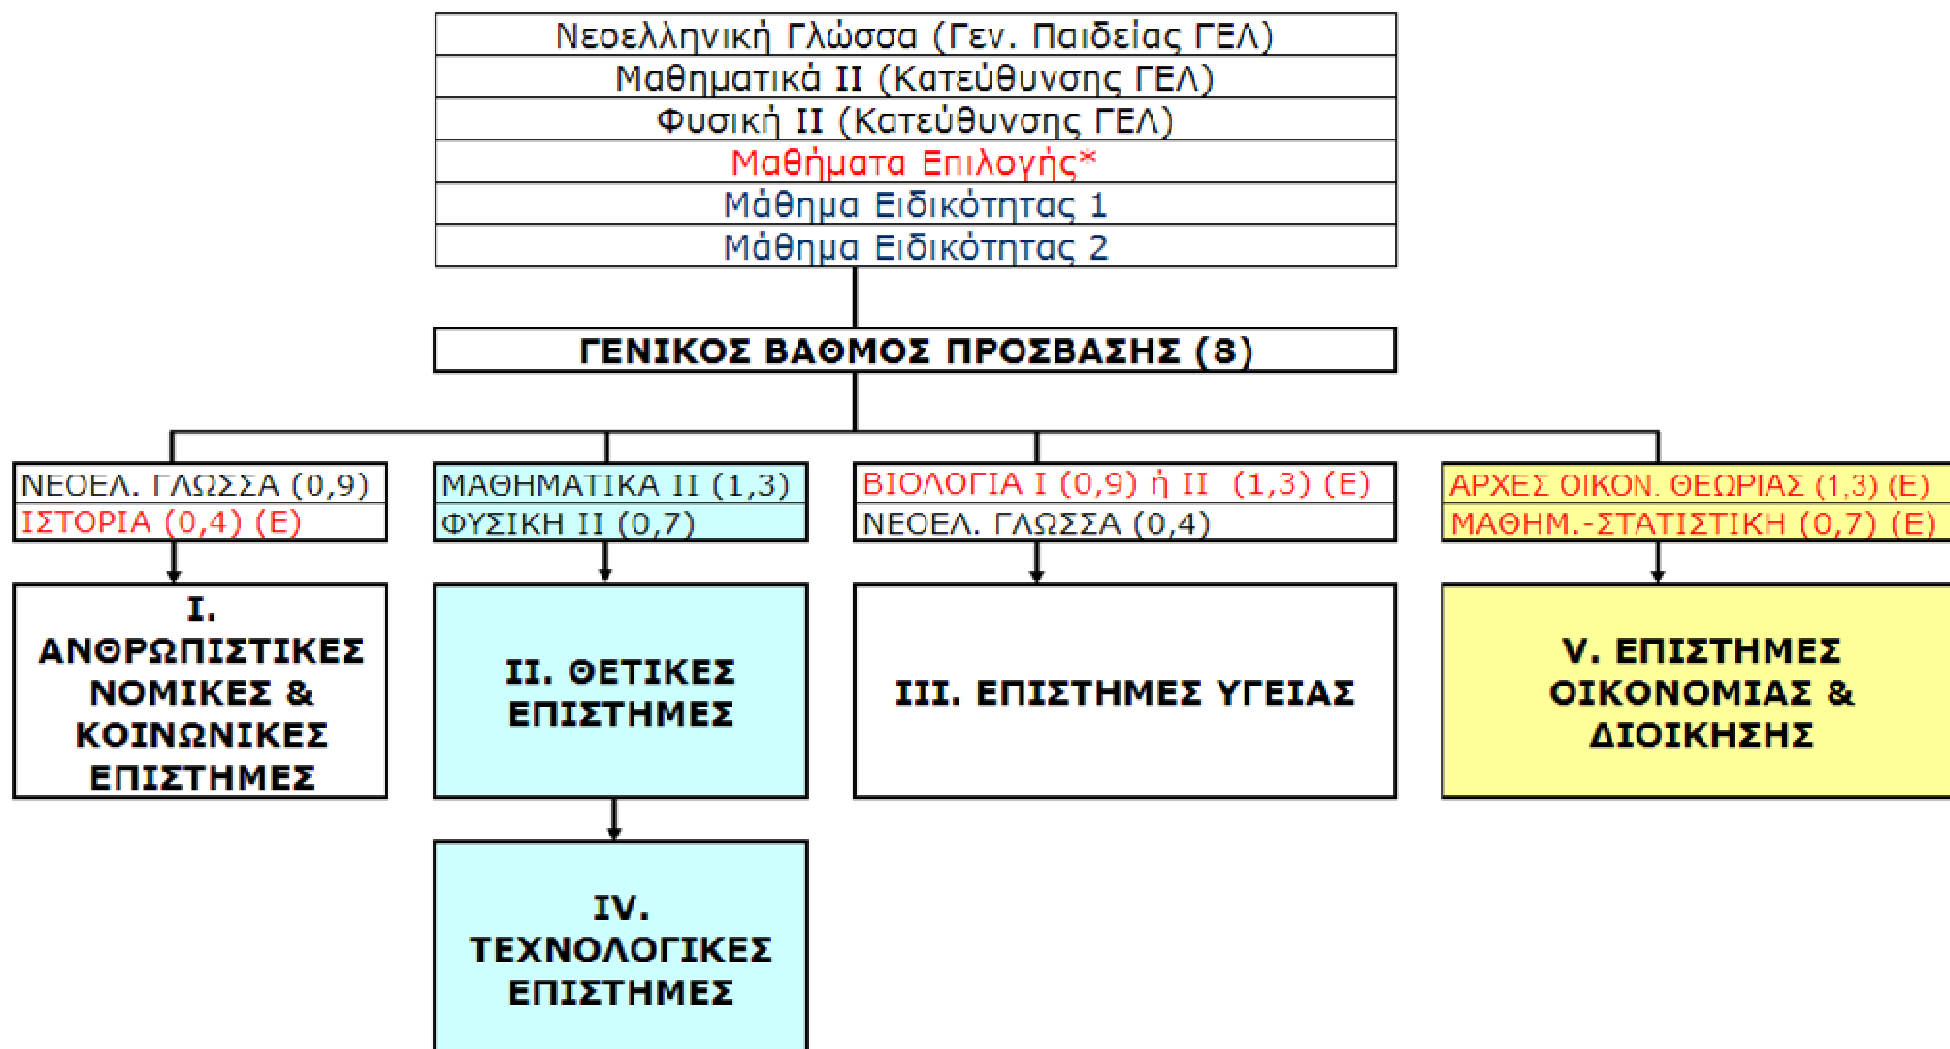 Νεοελληνική Γλώσσα (Γεν. Παιδείας ΓΕΛ)
Μαθηματικά ΙΙ (Κατεύθυνσης ΓΕΛ)
Φυσική ΙΙ (Κατεύθυνσης ΓΕΛ)
Μαθήματα Επιλογής*
Μάθημα Ειδικότητας 1
Μάθημα Ειδικότητας 2
ΓΕΝΙΚΟΣ ΒΑΘΜΟΣ ΠΡΟΣΒΑΣΗΣ (8)
ΝΕΟΕΛ. ΓΛΩΣΣΑ (0,9)
ΙΣΤΟΡΙΑ (0,4) (Ε)
Ι.
ΑΝΘΡΩΠΙΣΤΙΚΕΣ
ΝΟΜΙΚΕΣ &
ΚΟΙΝΩΝΙΚΕΣ
ΕΠΙΣΤΗΜΕΣ
ΜΑΘΗΜΑΤΙΚΑ ΙΙ (1,3)
ΦΥΣΙΚΗ ΙΙ (0,7)
ΙΙ. ΘΕΤΙΚΕΣ
ΕΠΙΣΤΗΜΕΣ
IV.
ΤΕΧΝΟΛΟΓΙΚΕΣ
ΕΠΙΣΤΗΜΕΣ
ΒΙΟΛΟΓΙΑ Ι (0,9) ή ΙΙ (1,3) (Ε)
ΝΕΟΕΛ. ΓΛΩΣΣΑ (0,4)
ΙΙΙ. ΕΠΙΣΤΗΜΕΣ ΥΓΕΙΑΣ
ΑΡΧΕΣ ΟΙΚΟΝ. ΘΕΩΡΙΑΣ (1,3) (Ε)
ΜΑΘΗΜ.-ΣΤΑΤΙΣΤΙΚΗ (0,7) (Ε)
V. ΕΠΙΣΤΗΜΕΣ
ΟΙΚΟΝΟΜΙΑΣ &
ΔΙΟΙΚΗΣΗΣ